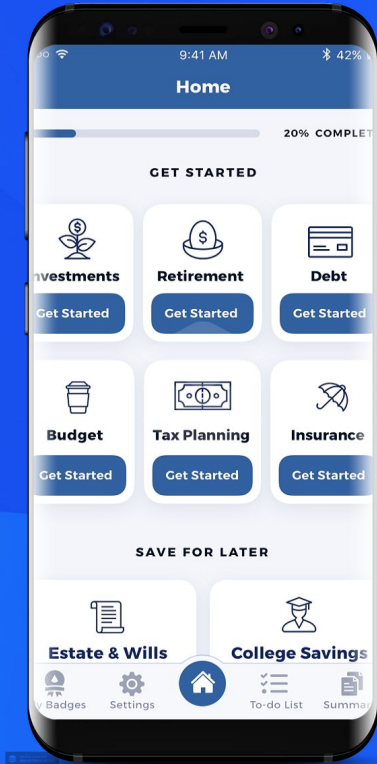 9:41 AM
42%
Home
20% COMPLET
GET STARTED
nvestments
Retirement
Debt
Get Started
Get Started
Get Started
Budget
Tax Planning
Insurance
Get Started
Get Started
Get Started
SAVE FOR LATER
Estate & Wills
College Savings
y Badges
Settings
To-do List
Summar